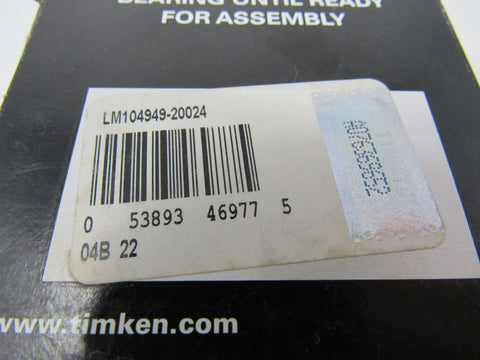 BEARING UNTIL READY
FOR ASSEMBLY
LM104949-20024
0 53893 46977 5
04B 22
www.timken.com